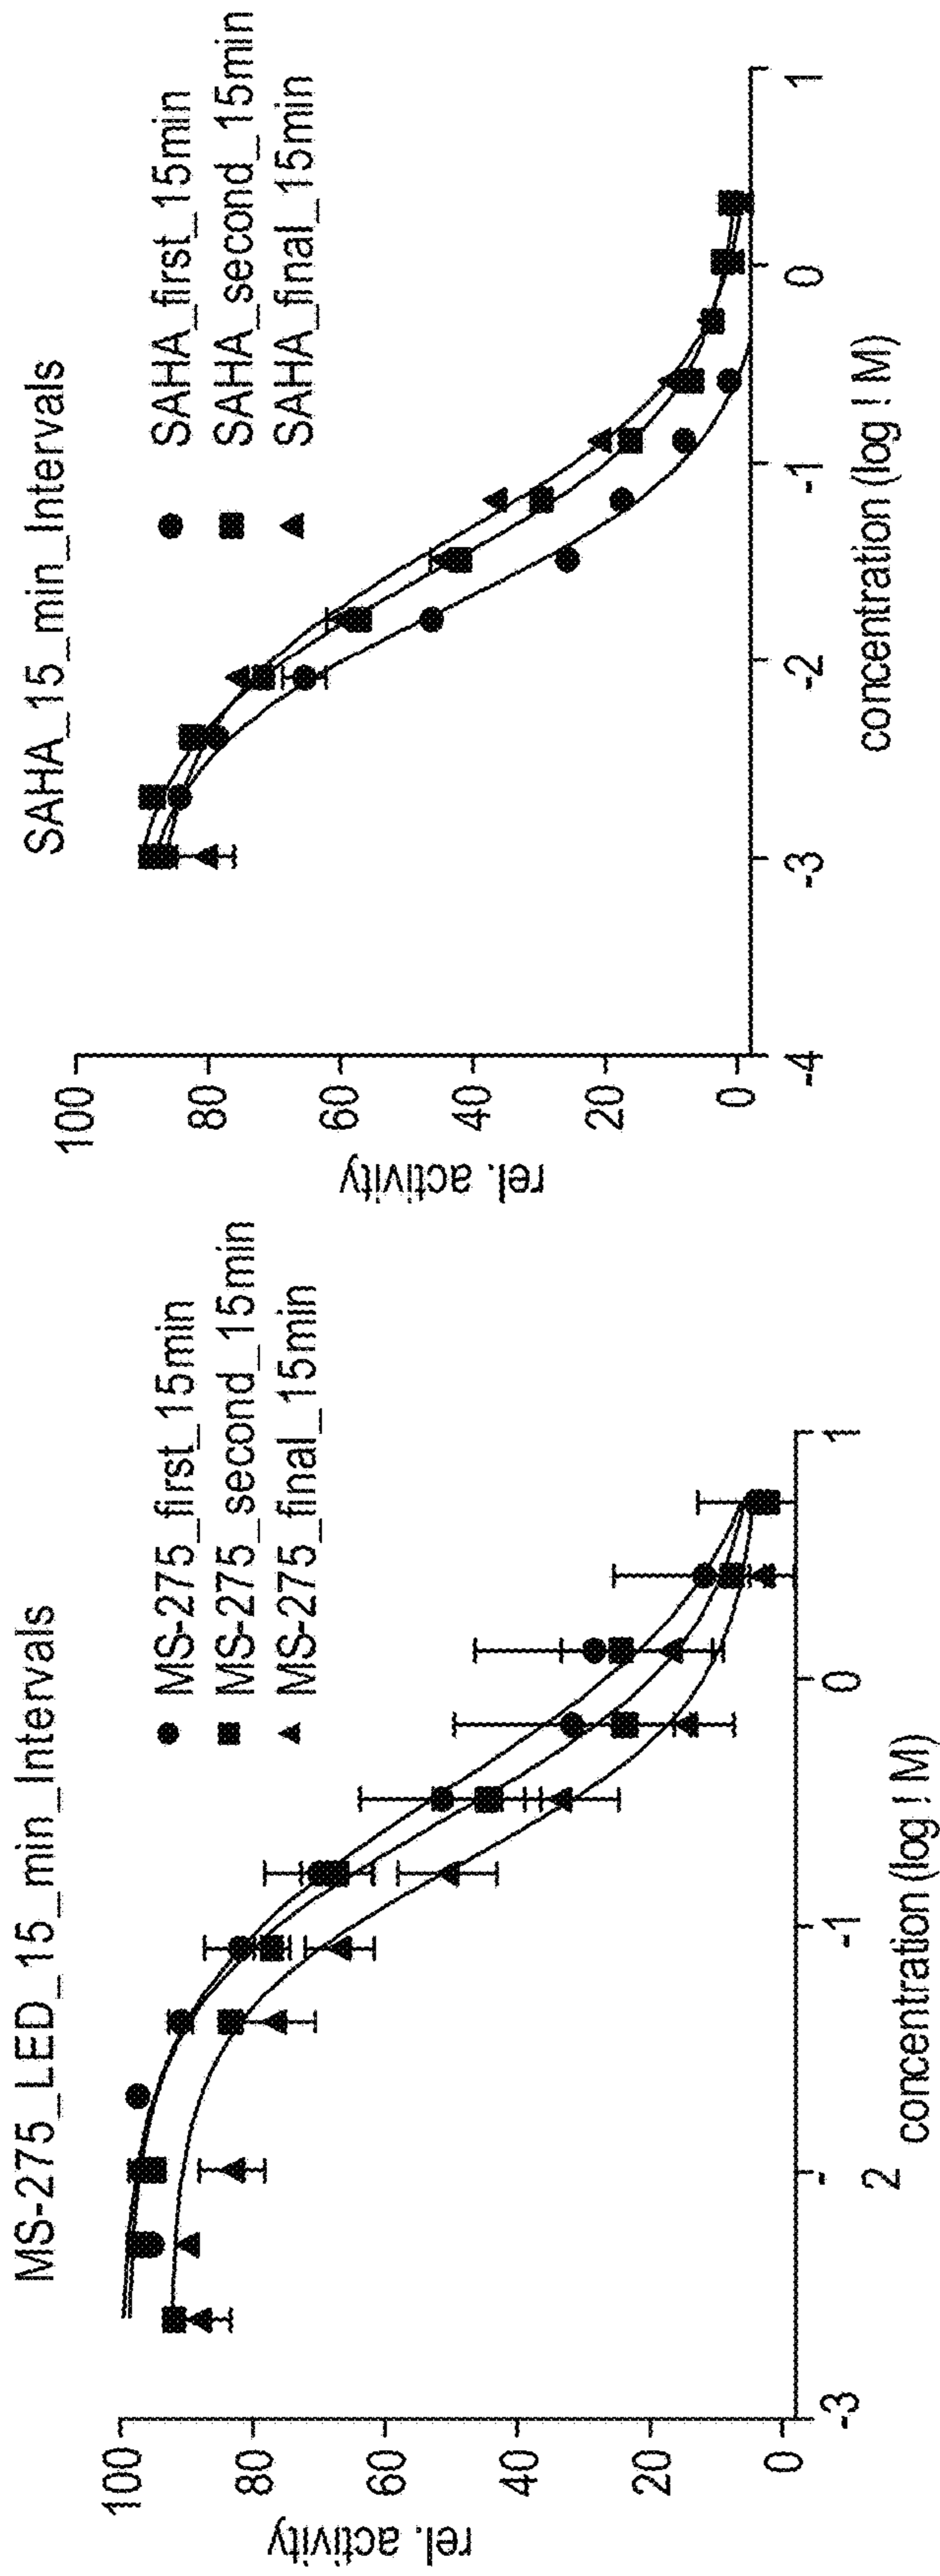 MS-275_LED_15_min_Intervals
MS-275_first_15min
MS-275_second_15min
MS-275_final_15min
rel. activity
100
80
60
40
20
0
-3
-
2
-1
0
1
concentration (log ! M)
SAHA_15_min_Intervals
SAHA_first_15min
SAHA_second_15min
SAHA_final_15min
rel. activity
100
80
60
40
20
0
-4
-3
-2
-1
0
1
concentration (log ! M)